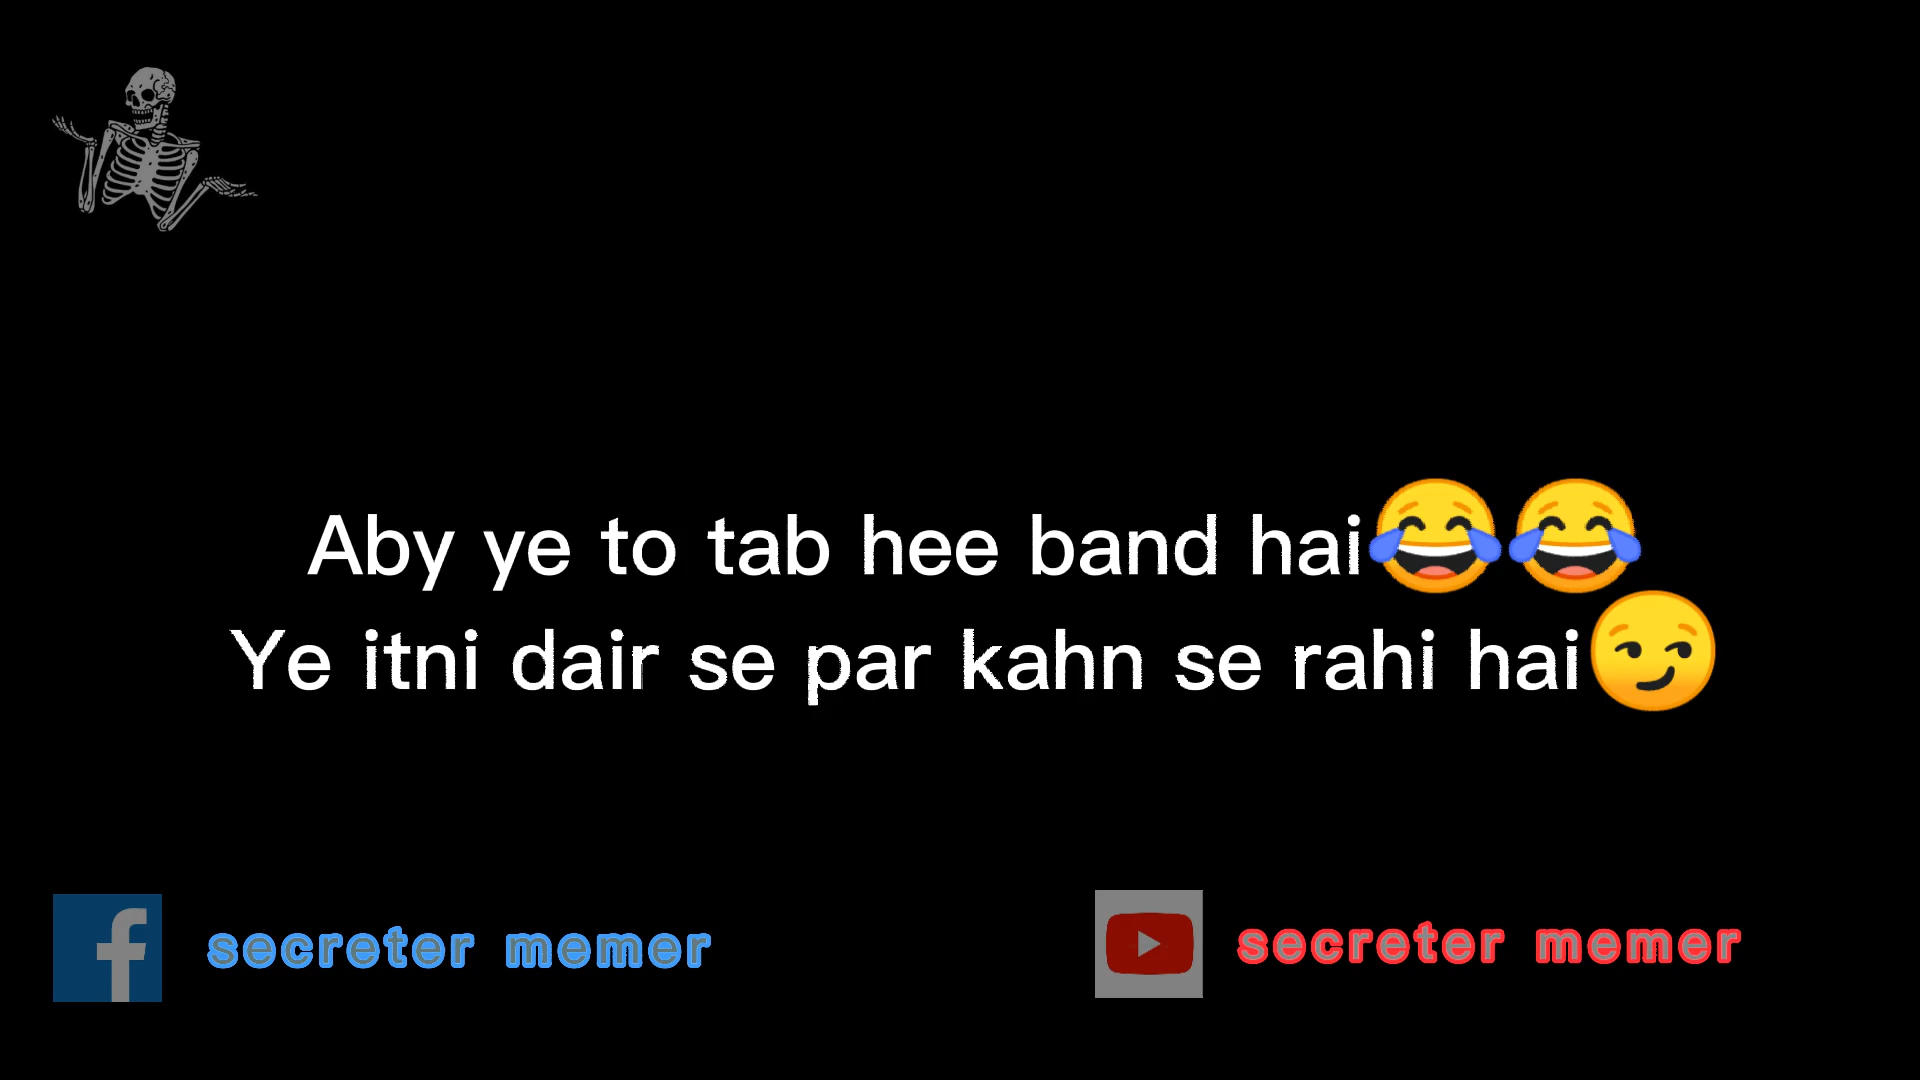 Aby ye to tab hee band hai😂😂
Ye itni dair se par kahn se rahi hai😏
secreter memer
secreter memer